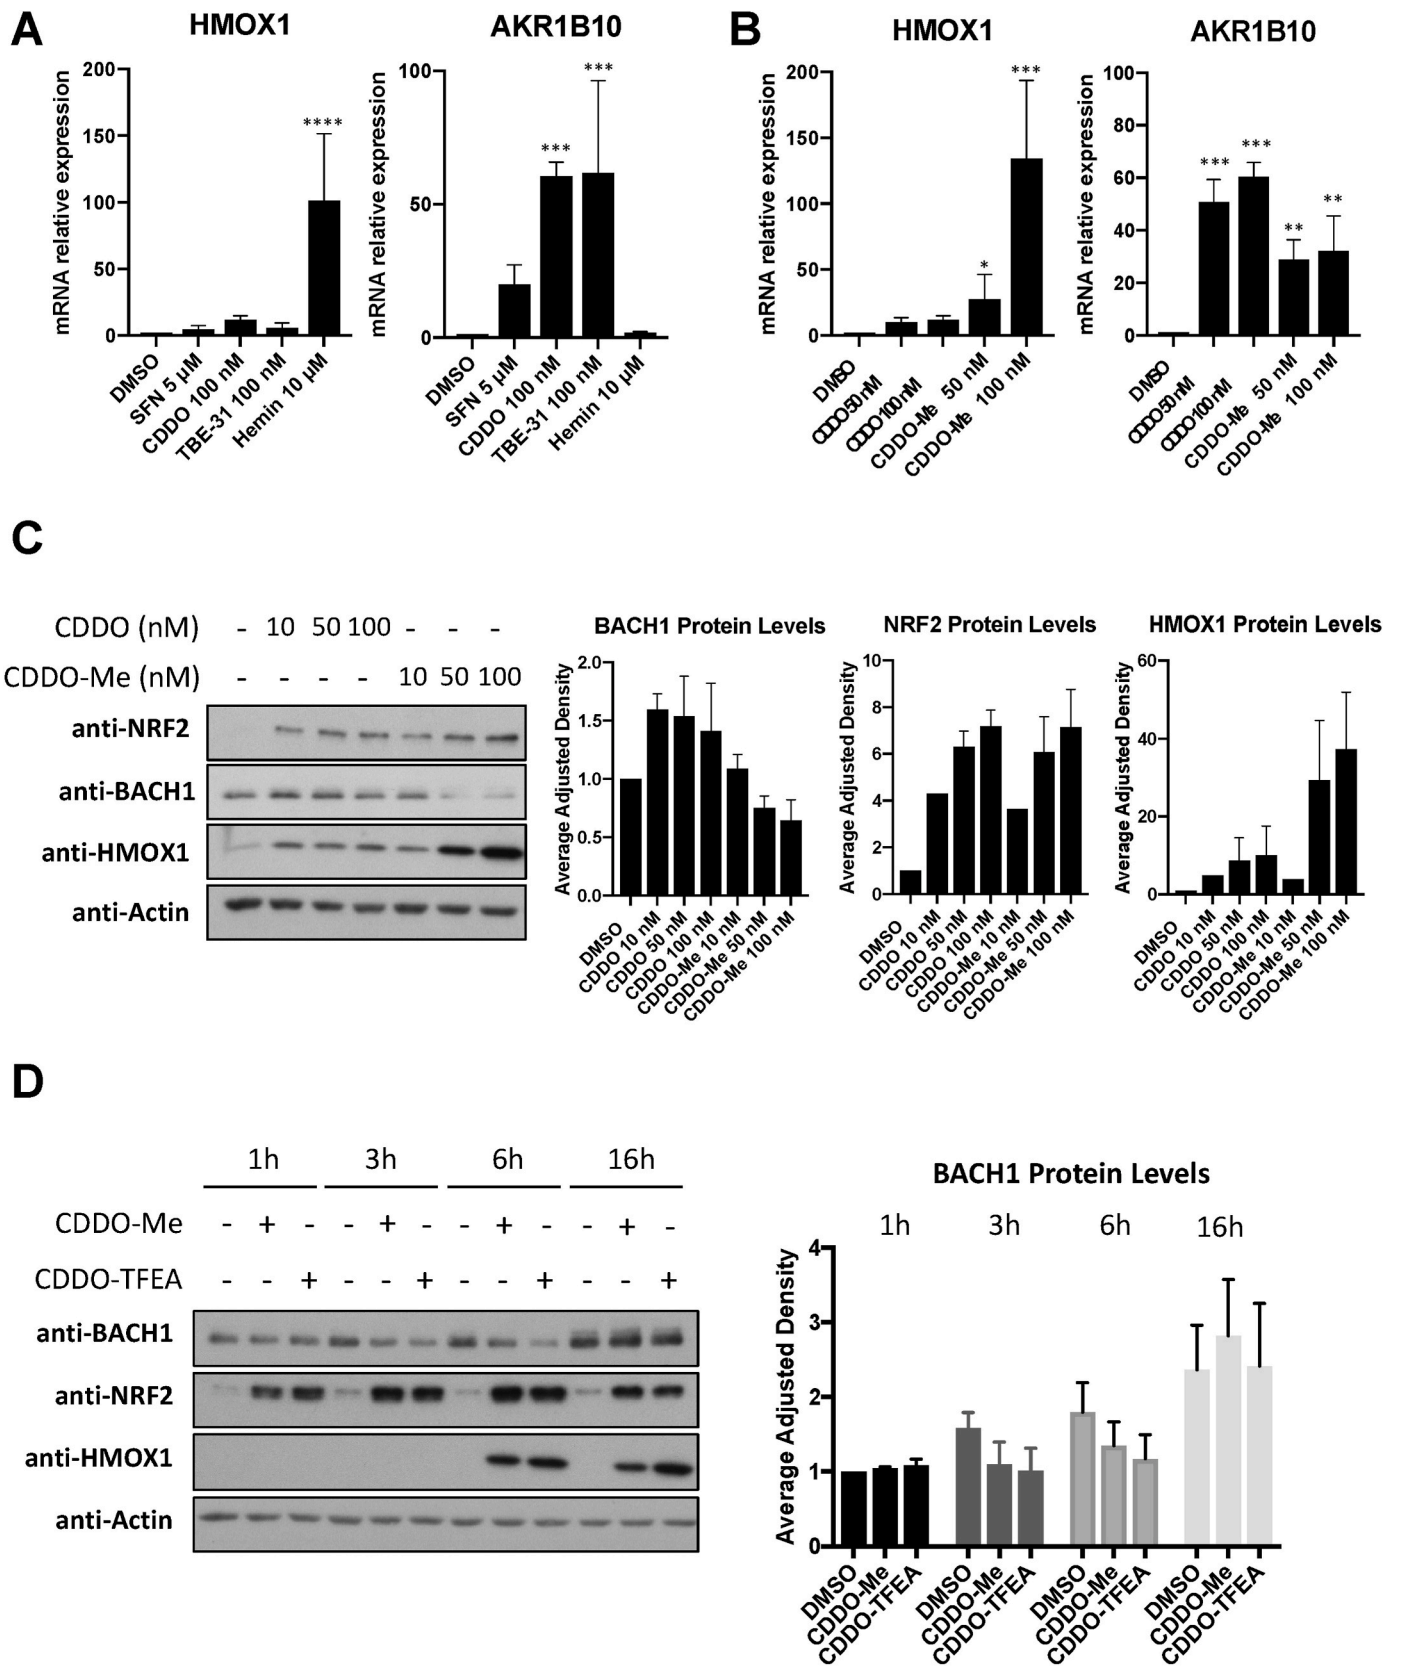 A
HMOX1
mRNA relative expression
200
150
100
50
0
****
DMSO
SFN 5 µM
CDDO 100 nM
TBE-31 100 nM
Hemin 10 µM
AKR1B10
mRNA relative expression
100
50
0
***
***
DMSO
SFN 5 µM
CDDO 100 nM
TBE-31 100 nM
Hemin 10 µM
B
HMOX1
mRNA relative expression
200
150
100
50
0
*
***
DMSO
CDDO 50 nM
CDDO 100 nM
CDDO-Me 50 nM
CDDO-Me 100 nM
AKR1B10
mRNA relative expression
100
80
60
40
20
0
***
***
**
**
DMSO
CDDO 50 nM
CDDO 100 nM
CDDO-Me 50 nM
CDDO-Me 100 nM
C
CDDO (nM) - 10 50 100 - - -
CDDO-Me (nM) - - - - 10 50 100
anti-NRF2
anti-BACH1
anti-HMOX1
anti-Actin
BACH1 Protein Levels
Average Adjusted Density
2.0
1.5
1.0
0.5
0.0
DMSO
CDDO 10 nM
CDDO 50 nM
CDDO 100 nM
CDDO-Me 10 nM
CDDO-Me 50 nM
CDDO-Me 100 nM
NRF2 Protein Levels
Average Adjusted Density
10
8
6
4
2
0
DMSO
CDDO 10 nM
CDDO 50 nM
CDDO 100 nM
CDDO-Me 10 nM
CDDO-Me 50 nM
CDDO-Me 100 nM
HMOX1 Protein Levels
Average Adjusted Density
60
40
20
0
DMSO
CDDO 10 nM
CDDO 50 nM
CDDO 100 nM
CDDO-Me 10 nM
CDDO-Me 50 nM
CDDO-Me 100 nM
D
1h 3h 6h 16h
CDDO-Me - + - - + - - + - - + -
CDDO-TFEA - - + - - + - - + - - +
anti-BACH1
anti-NRF2
anti-HMOX1
anti-Actin
BACH1 Protein Levels
1h 3h 6h 16h
Average Adjusted Density
4
3
2
1
0
DMSO
CDDO-Me
CDDO-TFEA
DMSO
CDDO-Me
CDDO-TFEA
DMSO
CDDO-Me
CDDO-TFEA
DMSO
CDDO-Me
CDDO-TFEA